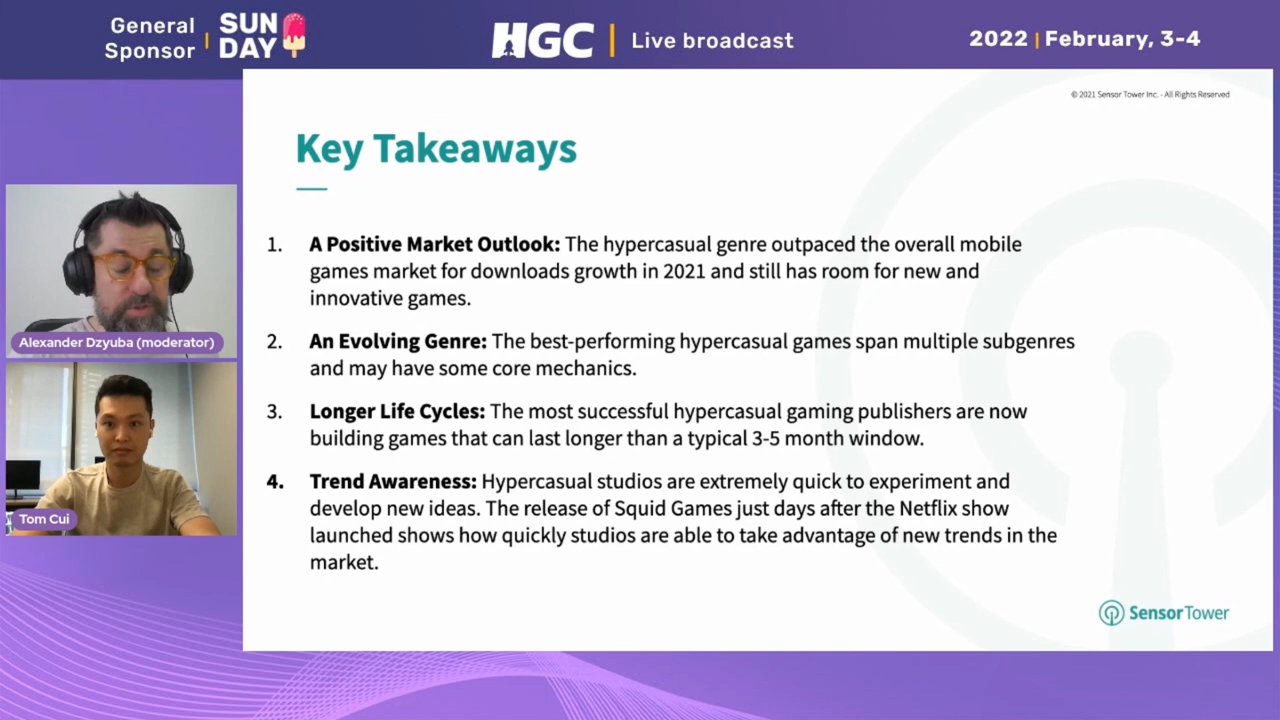 General
Sponsor
SUN
DAY
HGC
Live broadcast
2022 | February, 3-4
© 2021 Sensor Tower Inc. - All Rights Reserved
Key Takeaways
1. A Positive Market Outlook: The hypercasual genre outpaced the overall mobile
games market for downloads growth in 2021 and still has room for new and
innovative games.
2. An Evolving Genre: The best-performing hypercasual games span multiple subgenres
and may have some core mechanics.
3. Longer Life Cycles: The most successful hypercasual gaming publishers are now
building games that can last longer than a typical 3-5 month window.
4. Trend Awareness: Hypercasual studios are extremely quick to experiment and
develop new ideas. The release of Squid Games just days after the Netflix show
launched shows how quickly studios are able to take advantage of new trends in the
market.
Alexander Dzyuba (moderator)
Tom Cui
SensorTower